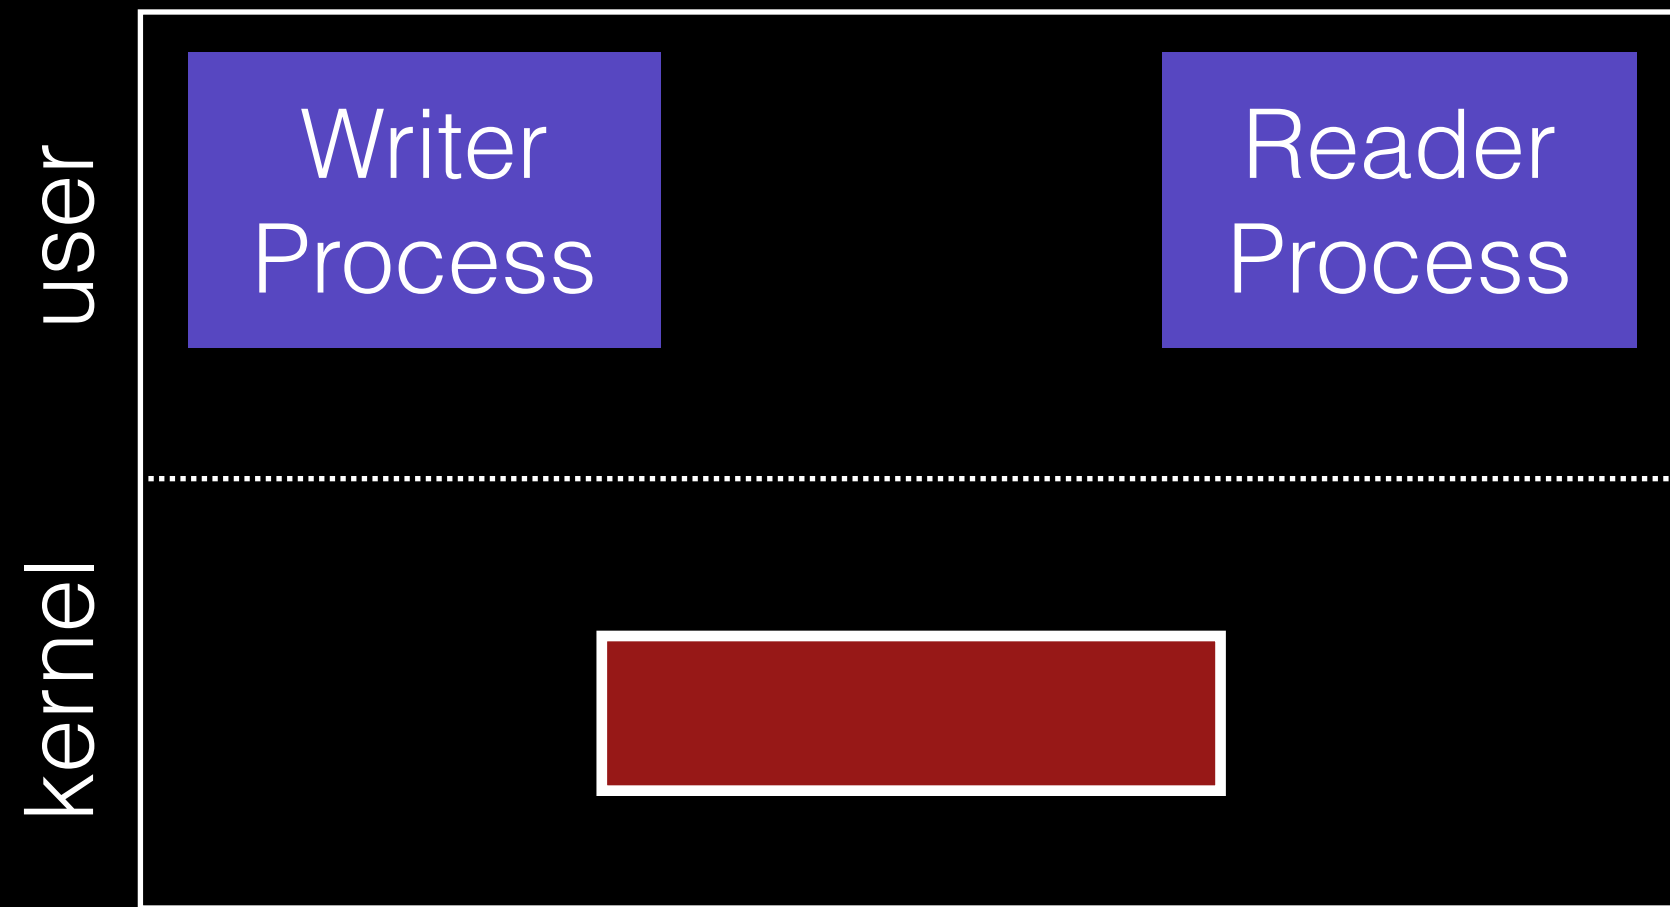 user
Writer
Process
Reader
Process
kernel